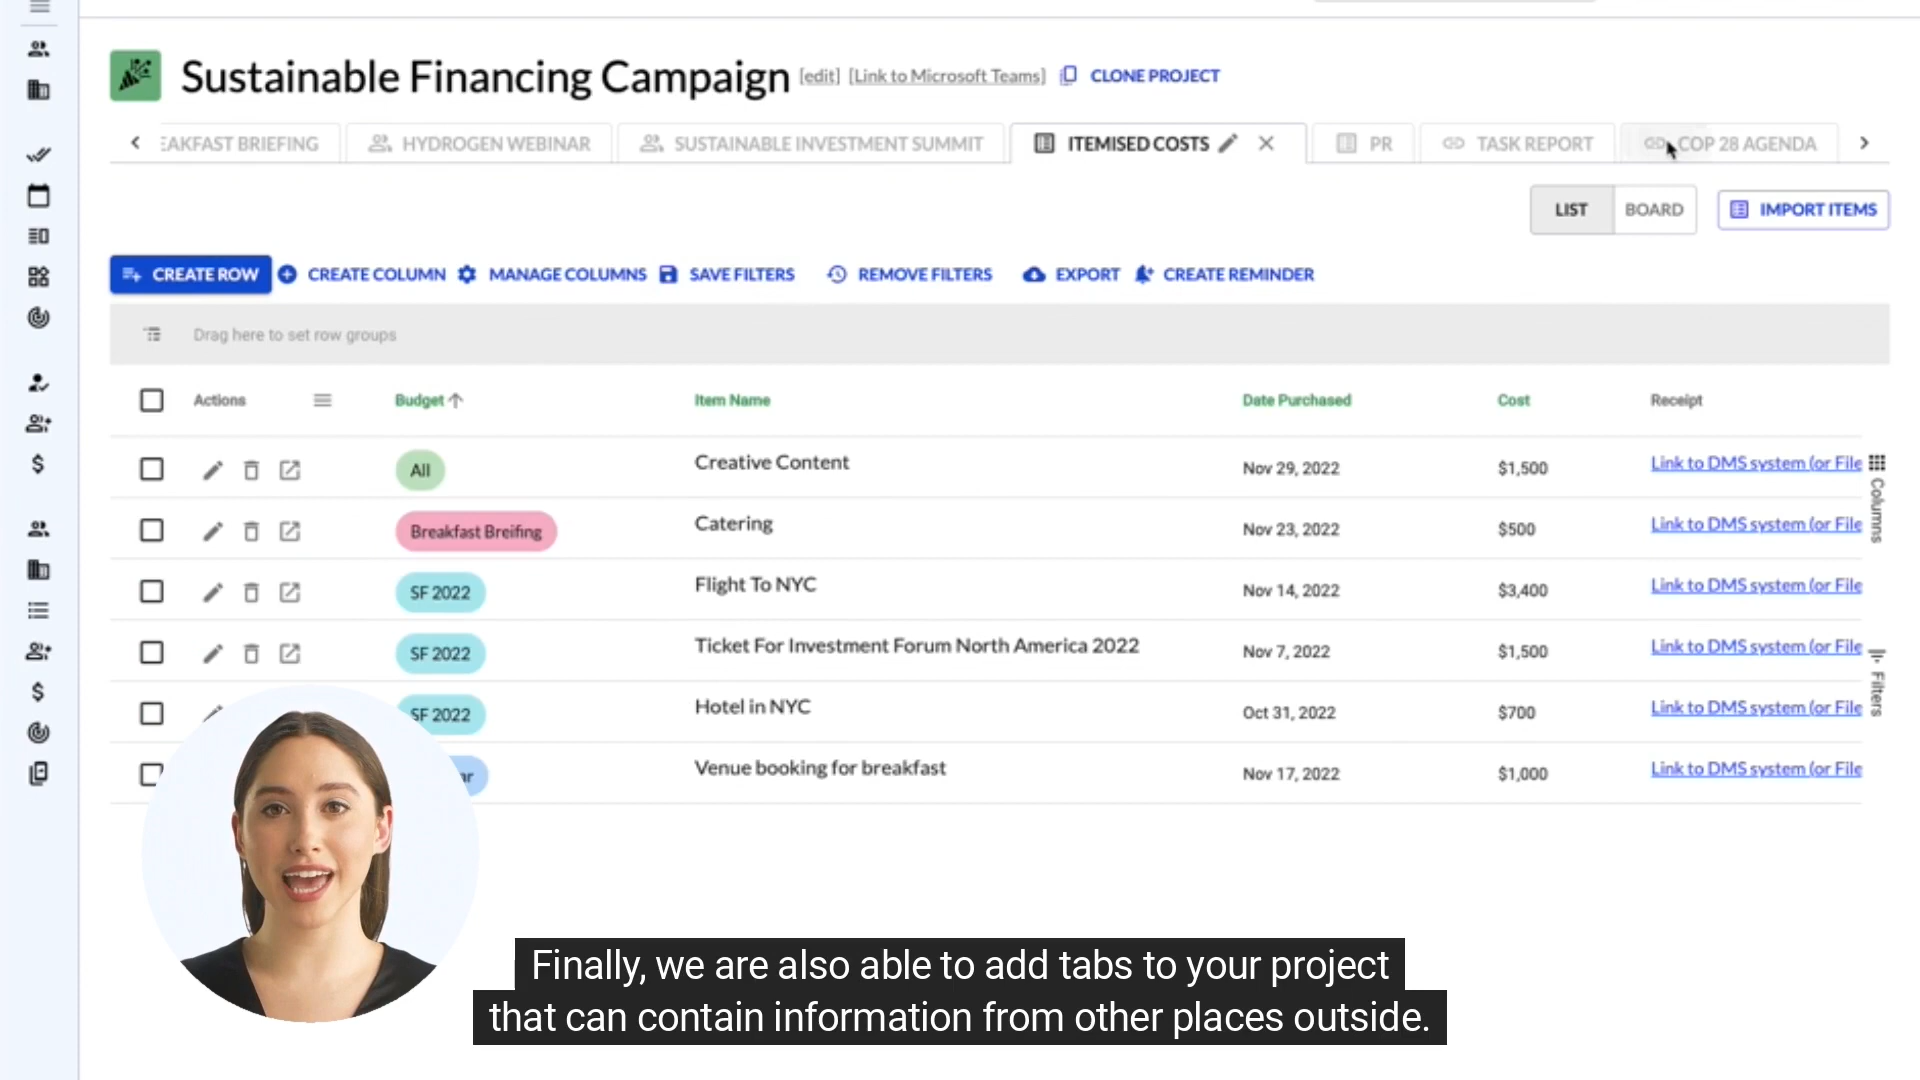 Sustainable Financing Campaign [edit] [Link to Microsoft Teams] CLONE PROJECT
EAKFAST BRIEFING HYDROGEN WEBINAR SUSTAINABLE INVESTMENT SUMMIT ITEMISED COSTS PR TASK REPORT COP 28 AGENDA
LIST BOARD IMPORT ITEMS
CREATE ROW CREATE COLUMN MANAGE COLUMNS SAVE FILTERS REMOVE FILTERS EXPORT CREATE REMINDER
Drag here to set row groups
Actions Budget Item Name Date Purchased Cost Receipt
All Creative Content Nov 29, 2022 $1,500 Link to DMS system (or File
Breakfast Breifing Catering Nov 23, 2022 $500 Link to DMS system (or File
SF 2022 Flight To NYC Nov 14, 2022 $3,400 Link to DMS system (or File
SF 2022 Ticket For Investment Forum North America 2022 Nov 7, 2022 $1,500 Link to DMS system (or File
SF 2022 Hotel in NYC Oct 31, 2022 $700 Link to DMS system (or File
ar Venue booking for breakfast Nov 17, 2022 $1,000 Link to DMS system (or File
Columns
Filters
Finally, we are also able to add tabs to your project
that can contain information from other places outside.